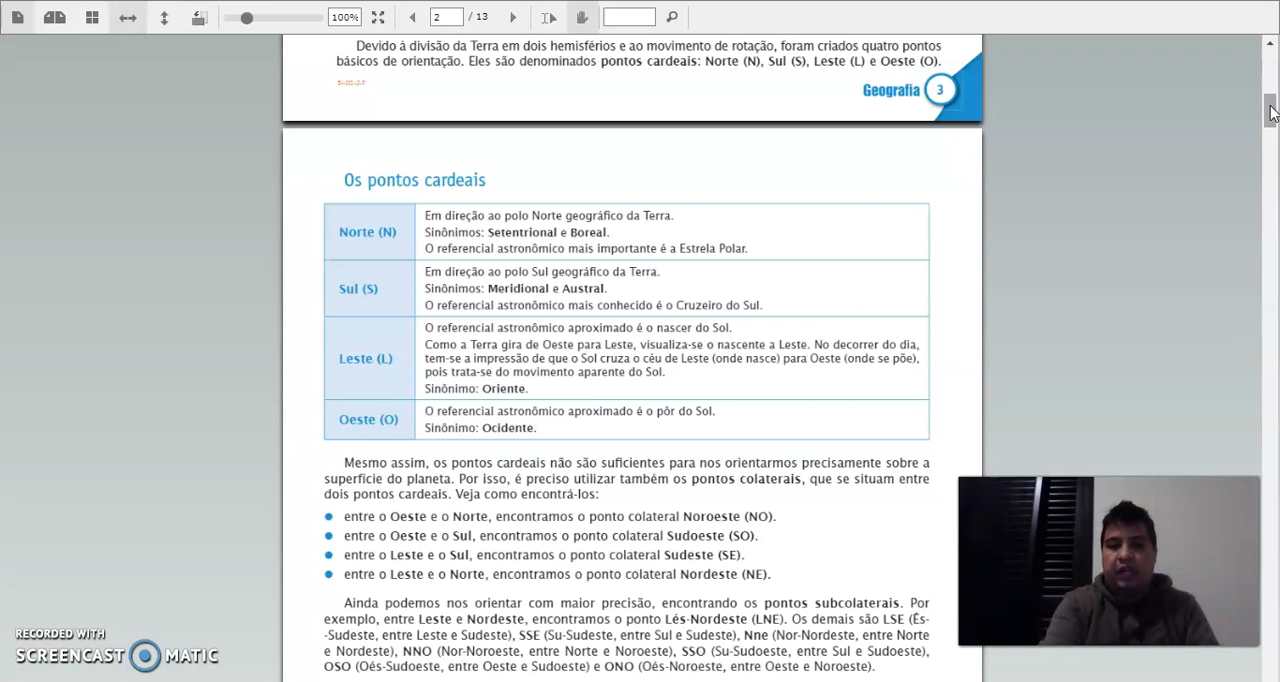 100%
2 / 13
Devido à divisão da Terra em dois hemisférios e ao movimento de rotação, foram criados quatro pontos
básicos de orientação. Eles são denominados pontos cardeais: Norte (N), Sul (S), Leste (L) e Oeste (O).
Geografia 3
Os pontos cardeais
Norte (N)
Em direção ao polo Norte geográfico da Terra.
Sinônimos: Setentrional e Boreal.
O referencial astronômico mais importante é a Estrela Polar.
Sul (S)
Em direção ao polo Sul geográfico da Terra.
Sinônimos: Meridional e Austral.
O referencial astronômico mais conhecido é o Cruzeiro do Sul.
Leste (L)
O referencial astronômico aproximado é o nascer do Sol.
Como a Terra gira de Oeste para Leste, visualiza-se o nascente a Leste. No decorrer do dia,
tem-se a impressão de que o Sol cruza o céu de Leste (onde nasce) para Oeste (onde se põe),
pois trata-se do movimento aparente do Sol.
Sinônimo: Oriente.
Oeste (O)
O referencial astronômico aproximado é o pôr do Sol.
Sinônimo: Ocidente.
Mesmo assim, os pontos cardeais não são suficientes para nos orientarmos precisamente sobre a
superfície do planeta. Por isso, é preciso utilizar também os pontos colaterais, que se situam entre
dois pontos cardeais. Veja como encontrá-los:
entre o Oeste e o Norte, encontramos o ponto colateral Noroeste (NO).
entre o Oeste e o Sul, encontramos o ponto colateral Sudoeste (SO).
entre o Leste e o Sul, encontramos o ponto colateral Sudeste (SE).
entre o Leste e o Norte, encontramos o ponto colateral Nordeste (NE).
Ainda podemos nos orientar com maior precisão, encontrando os pontos subcolaterais. Por
exemplo, entre Leste e Nordeste, encontramos o ponto Lés-Nordeste (LNE). Os demais são LSE (Ês-
-Sudeste, entre Leste e Sudeste), SSE (Su-Sudeste, entre Sul e Sudeste), Nne (Nor-Nordeste, entre Norte
e Nordeste), NNO (Nor-Noroeste, entre Norte e Noroeste), SSO (Su-Sudoeste, entre Sul e Sudoeste),
OSO (Oés-Sudoeste, entre Oeste e Sudoeste) e ONO (Oés-Noroeste, entre Oeste e Noroeste).
RECORDED WITH
SCREENCAST MATIC